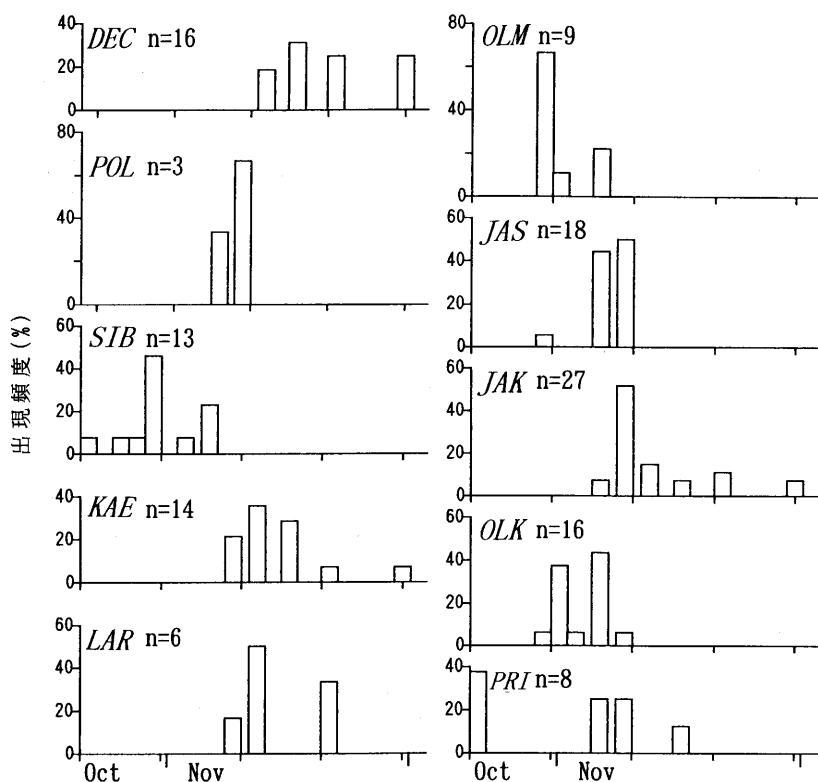 出現頻度(%)
DEC n=16
40
20
0
POL n=3
80
40
0
SIB n=13
60
40
20
0
KAE n=14
40
20
0
LAR n=6
60
40
20
0
Oct Nov
OLM n=9
80
40
0
JAS n=18
60
40
20
0
JAK n=27
60
40
20
0
OLK n=16
60
40
20
0
PRI n=8
40
20
0
Oct Nov